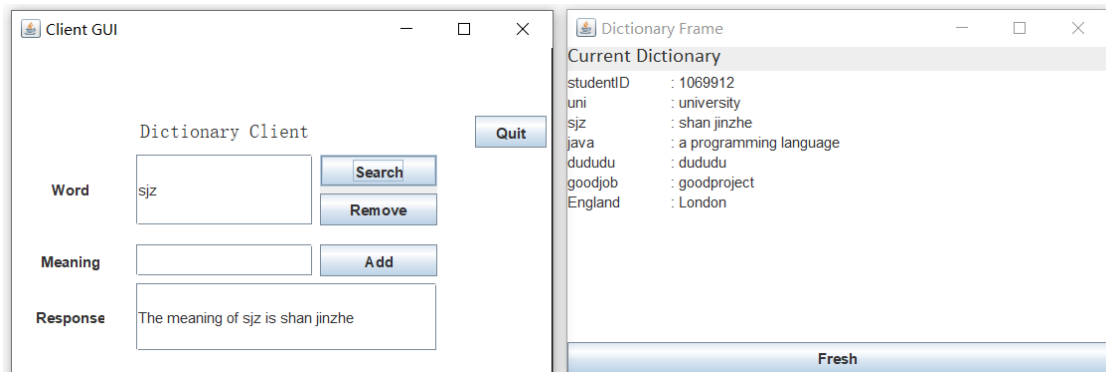 Client GUI
Dictionary Client
Quit
Word
sjz
Search
Remove
Meaning
Add
Response
The meaning of sjz is shan jinzhe
Dictionary Frame
Current Dictionary
studentID : 1069912
uni : university
sjz : shan jinzhe
java : a programming language
dududu : dududu
goodjob : goodproject
England : London
Fresh